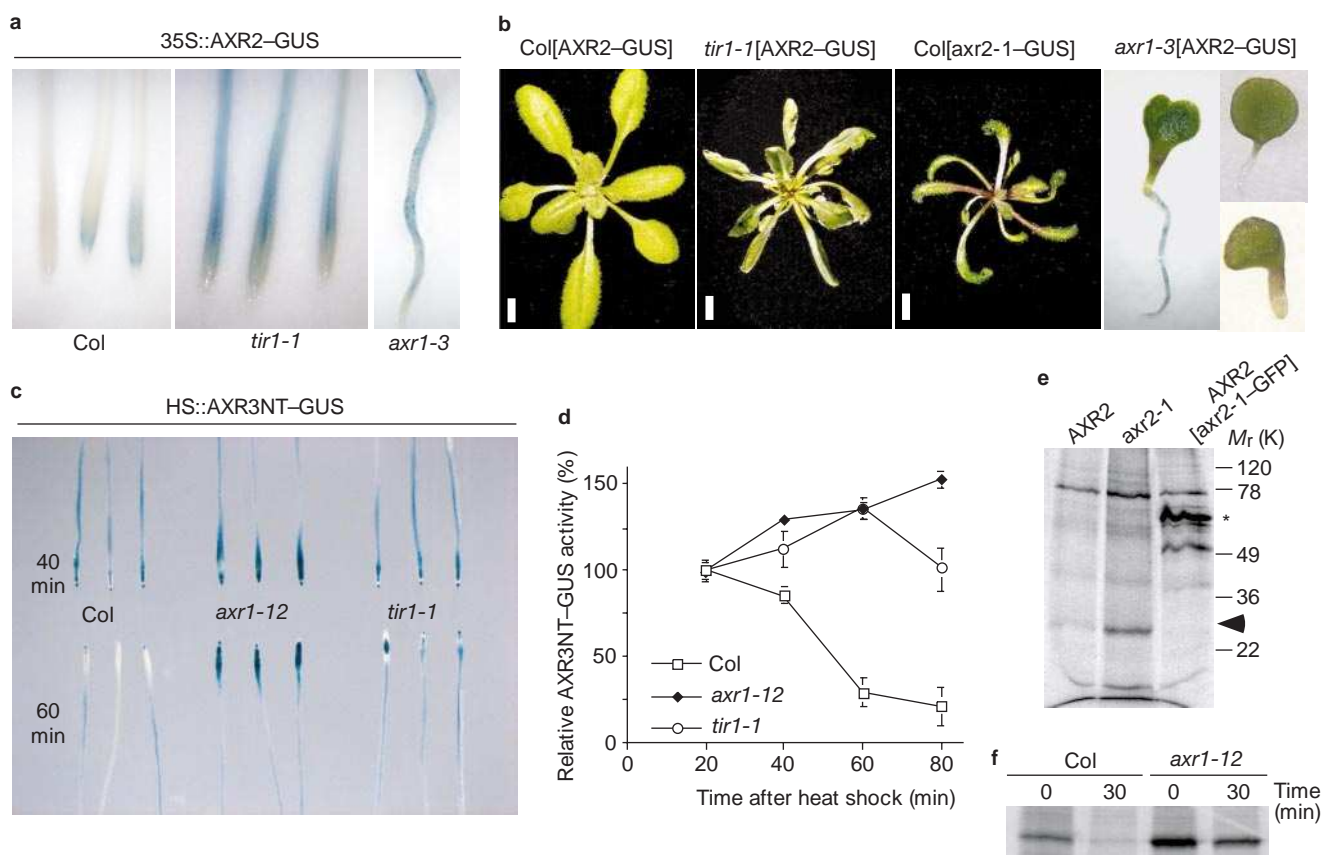 a
35S::AXR2–GUS
Col
tir1-1
axr1-3
b
Col[AXR2–GUS]
tir1-1[AXR2–GUS]
Col[axr2-1–GUS]
axr1-3[AXR2–GUS]
c
HS::AXR3NT–GUS
40
min
Col
axr1-12
tir1-1
60
min
d
Relative AXR3NT–GUS activity (%)
150
100
50
0
Col
axr1-12
tir1-1
0
20
40
60
80
Time after heat shock (min)
e
AXR2
axr2-1
AXR2
[axr2-1–GFP]
Mr (K)
120
78
*
49
36
22
f
Col
axr1-12
0
30
0
30
Time
(min)